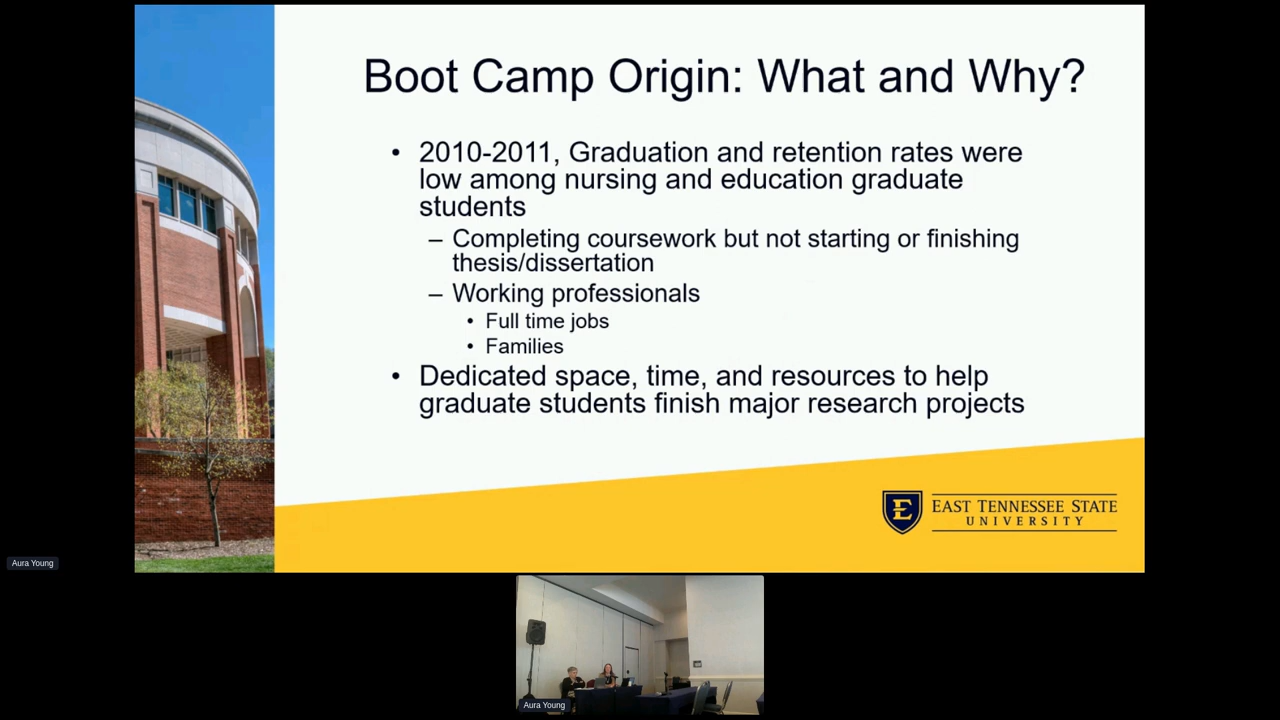 Boot Camp Origin: What and Why?
• 2010-2011, Graduation and retention rates were
low among nursing and education graduate
students
– Completing coursework but not starting or finishing
thesis/dissertation
– Working professionals
• Full time jobs
• Families
• Dedicated space, time, and resources to help
graduate students finish major research projects
E
EAST TENNESSEE STATE
UNIVERSITY
Aura Young
Aura Young